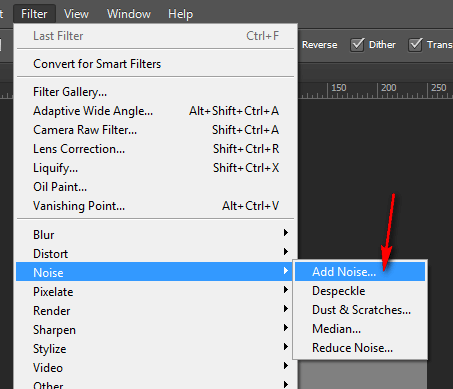 Filter View Window Help
Last Filter Ctrl+F
Reverse Dither Trans
Convert for Smart Filters
Filter Gallery...
150 200 250
Adaptive Wide Angle... Alt+Shift+Ctrl+A
Camera Raw Filter... Shift+Ctrl+A
Lens Correction... Shift+Ctrl+R
Liquify... Shift+Ctrl+X
Oil Paint...
Vanishing Point... Alt+Ctrl+V
Blur
Distort
Noise
Pixelate
Render
Sharpen
Stylize
Video
Other
Add Noise...
Despeckle
Dust & Scratches...
Median...
Reduce Noise...